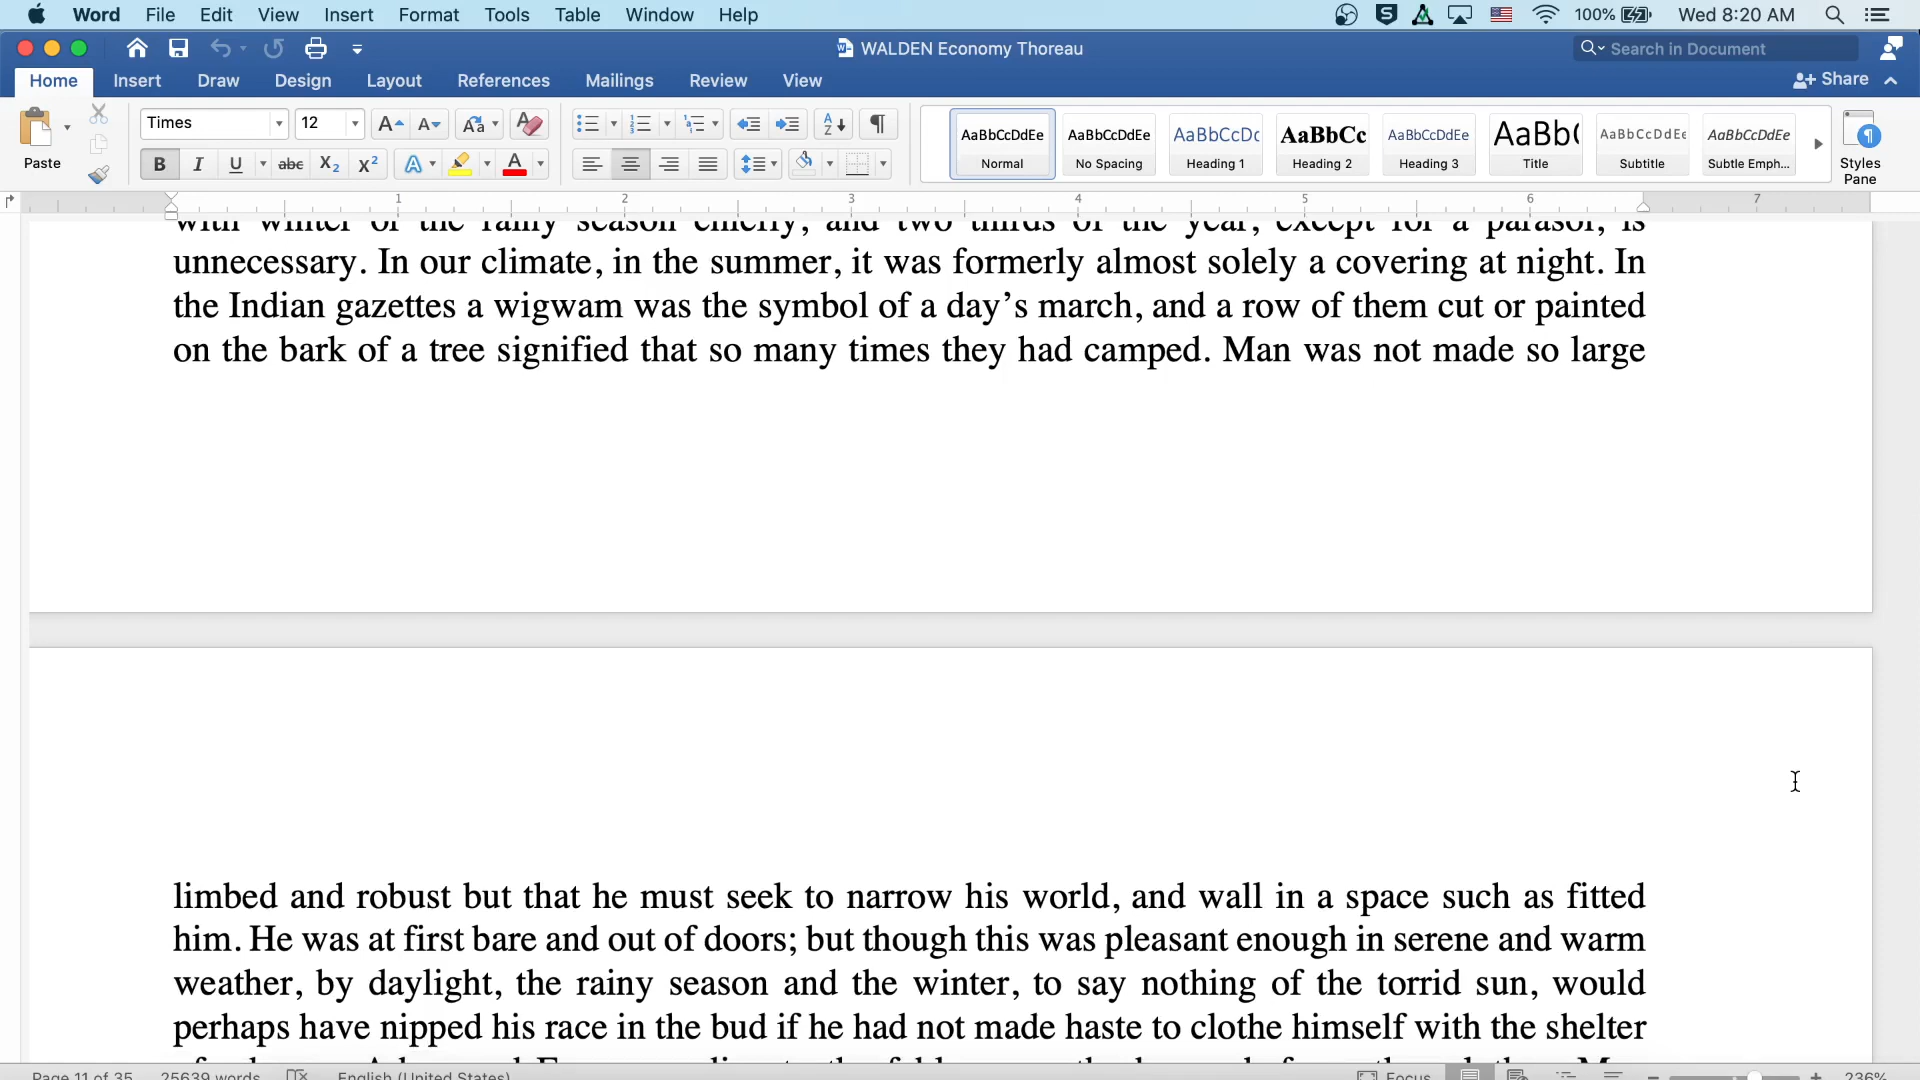 Word File Edit View Insert Format Tools Table Window Help 100% Wed 8:20 AM
WALDEN Economy Thoreau Search in Document
Home Insert Draw Design Layout References Mailings Review View Share
Paste Times 12 B I U abc X2 X2 A A
AaBbCcDdEe AaBbCcDdEe AaBbCcDc AaBbCc AaBbCcDdEe AaBb( AaBbCcDdEe AaBbCcDdEe
Normal No Spacing Heading 1 Heading 2 Heading 3 Title Subtitle Subtle Emph... Styles Pane
1 2 3 4 5 6 7
with winter or the rainy season chiefly, and two thirds of the year, except for a parasol, is
unnecessary. In our climate, in the summer, it was formerly almost solely a covering at night. In
the Indian gazettes a wigwam was the symbol of a day’s march, and a row of them cut or painted
on the bark of a tree signified that so many times they had camped. Man was not made so large
limbed and robust but that he must seek to narrow his world, and wall in a space such as fitted
him. He was at first bare and out of doors; but though this was pleasant enough in serene and warm
weather, by daylight, the rainy season and the winter, to say nothing of the torrid sun, would
perhaps have nipped his race in the bud if he had not made haste to clothe himself with the shelter
Page 11 of 35 25639 words English (United States) Focus 236%